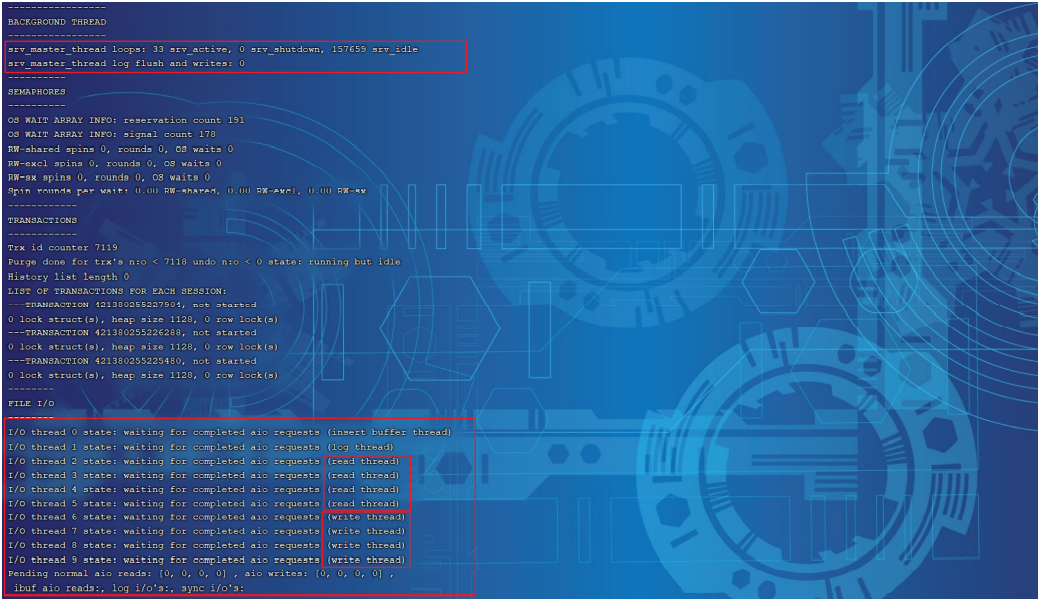 -----------------
BACKGROUND THREAD
-----------------
srv_master_thread loops: 33 srv_active, 0 srv_shutdown, 157659 srv_idle
srv_master_thread log flush and writes: 0
----------
SEMAPHORES
----------
OS WAIT ARRAY INFO: reservation count 191
OS WAIT ARRAY INFO: signal count 178
RW-shared spins 0, rounds 0, OS waits 0
RW-excl spins 0, rounds 0, OS waits 0
RW-sx spins 0, rounds 0, OS waits 0
Spin rounds per wait: 0.00 RW-shared, 0.00 RW-excl, 0.00 RW-sx
------------
TRANSACTIONS
------------
Trx id counter 7119
Purge done for trx's n:o < 7118 undo n:o < 0 state: running but idle
History list length 0
LIST OF TRANSACTIONS FOR EACH SESSION:
---TRANSACTION 421380255227904, not started
0 lock struct(s), heap size 1128, 0 row lock(s)
---TRANSACTION 421380255226288, not started
0 lock struct(s), heap size 1128, 0 row lock(s)
---TRANSACTION 421380255225480, not started
0 lock struct(s), heap size 1128, 0 row lock(s)
--------
FILE I/O
--------
I/O thread 0 state: waiting for completed aio requests (insert buffer thread)
I/O thread 1 state: waiting for completed aio requests (log thread)
I/O thread 2 state: waiting for completed aio requests (read thread)
I/O thread 3 state: waiting for completed aio requests (read thread)
I/O thread 4 state: waiting for completed aio requests (read thread)
I/O thread 5 state: waiting for completed aio requests (read thread)
I/O thread 6 state: waiting for completed aio requests (write thread)
I/O thread 7 state: waiting for completed aio requests (write thread)
I/O thread 8 state: waiting for completed aio requests (write thread)
I/O thread 9 state: waiting for completed aio requests (write thread)
Pending normal aio reads: [0, 0, 0, 0] , aio writes: [0, 0, 0, 0] ,
ibuf aio reads:, log i/o's:, sync i/o's: